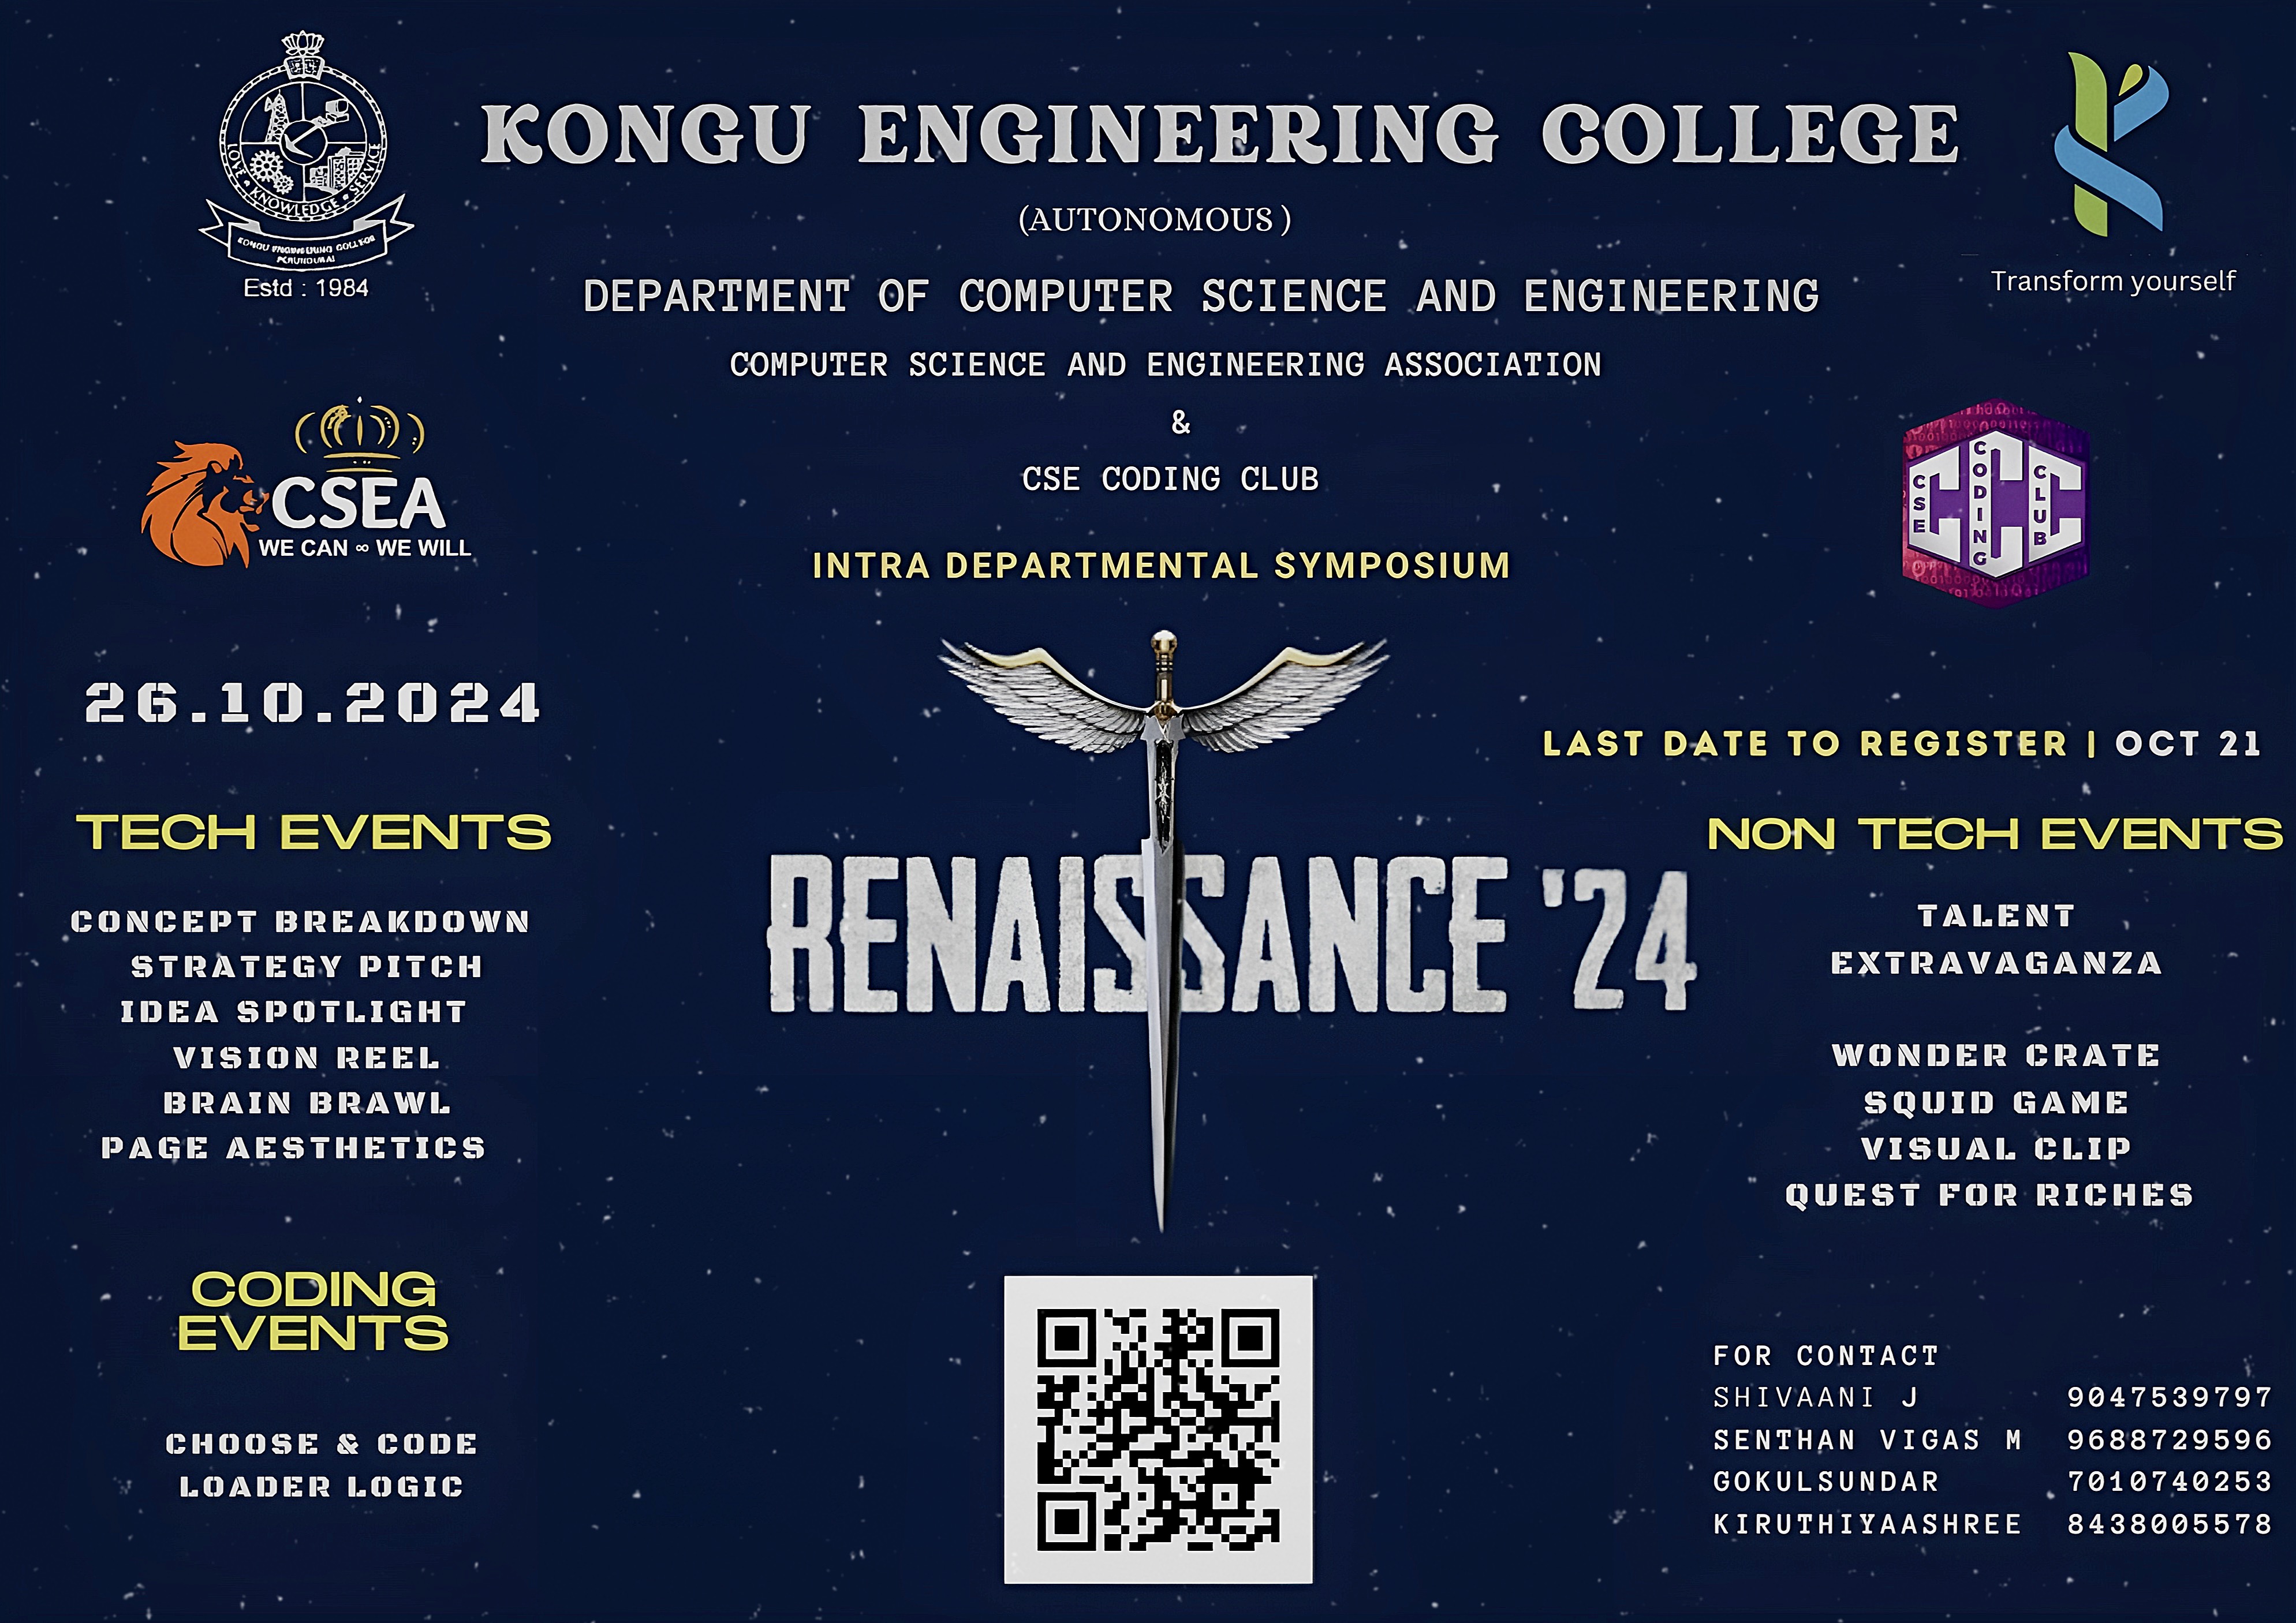 KONGU ENGINEERING COLLEGE
(AUTONOMOUS )
DEPARTMENT OF COMPUTER SCIENCE AND ENGINEERING
COMPUTER SCIENCE AND ENGINEERING ASSOCIATION
&
CSE CODING CLUB
INTRA DEPARTMENTAL SYMPOSIUM
LOVE • KNOWLEDGE • SERVICE
KONGU ENGINEERING COLLEGE
Estd : 1984
Transform yourself
CSEA
WE CAN ∞ WE WILL
CSE
CODING
CLUB
26.10.2024
TECH EVENTS
CONCEPT BREAKDOWN
STRATEGY PITCH
IDEA SPOTLIGHT
VISION REEL
BRAIN BRAWL
PAGE AESTHETICS
CODING
EVENTS
CHOOSE & CODE
LOADER LOGIC
RENAISSANCE '24
LAST DATE TO REGISTER | OCT 21
NON TECH EVENTS
TALENT
EXTRAVAGANZA
WONDER CRATE
SQUID GAME
VISUAL CLIP
QUEST FOR RICHES
FOR CONTACT
SHIVAANI J 9047539797
SENTHAN VIGAS M 9688729596
GOKULSUNDAR 7010740253
KIRUTHIYAASHREE 8438005578